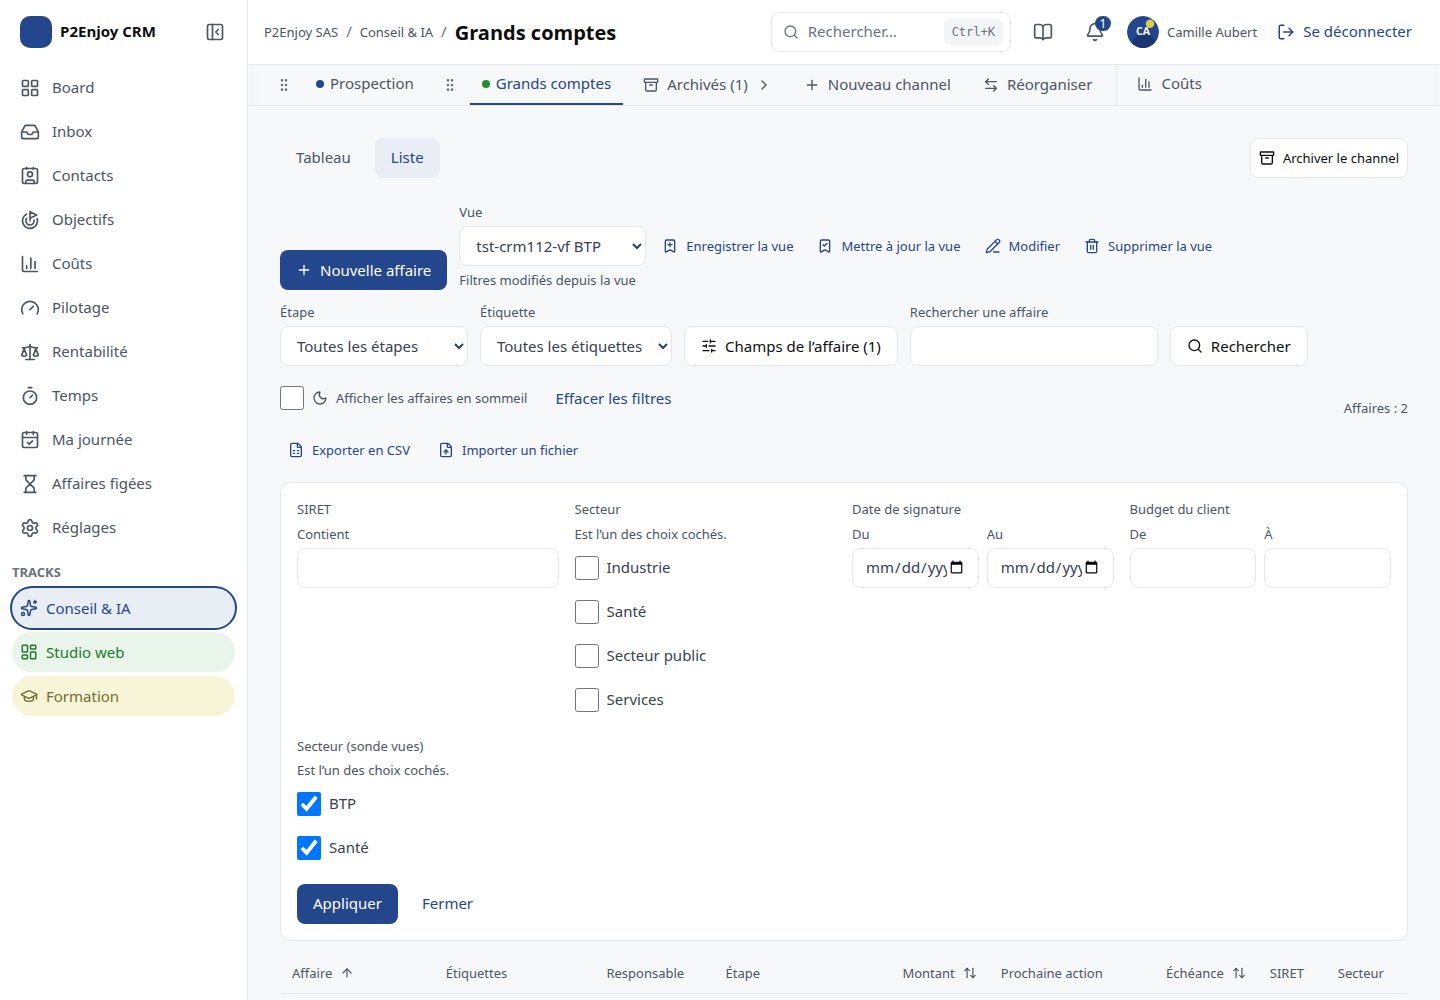 P2Enjoy CRM
P2Enjoy SAS / Conseil & IA / Grands comptes
Rechercher... Ctrl+K
1
CA Camille Aubert
Se déconnecter
Board
Inbox
Contacts
Objectifs
Coûts
Pilotage
Rentabilité
Temps
Ma journée
Affaires figées
Réglages
TRACKS
Conseil & IA
Studio web
Formation
Prospection Grands comptes Archivés (1) Nouveau channel Réorganiser Coûts
Tableau Liste Archiver le channel
Vue
Nouvelle affaire tst-crm112-vf BTP Enregistrer la vue Mettre à jour la vue Modifier Supprimer la vue
Filtres modifiés depuis la vue
Étape Étiquette Rechercher une affaire
Toutes les étapes Toutes les étiquettes Champs de l’affaire (1) Rechercher
Afficher les affaires en sommeil Effacer les filtres Affaires : 2
Exporter en CSV Importer un fichier
SIRET Secteur Date de signature Budget du client
Contient Est l’un des choix cochés. Du Au De À
Industrie mm/dd/yyy mm/dd/yyy
Santé
Secteur public
Services
Secteur (sonde vues)
Est l’un des choix cochés.
BTP
Santé
Appliquer Fermer
Affaire Étiquettes Responsable Étape Montant Prochaine action Échéance SIRET Secteur